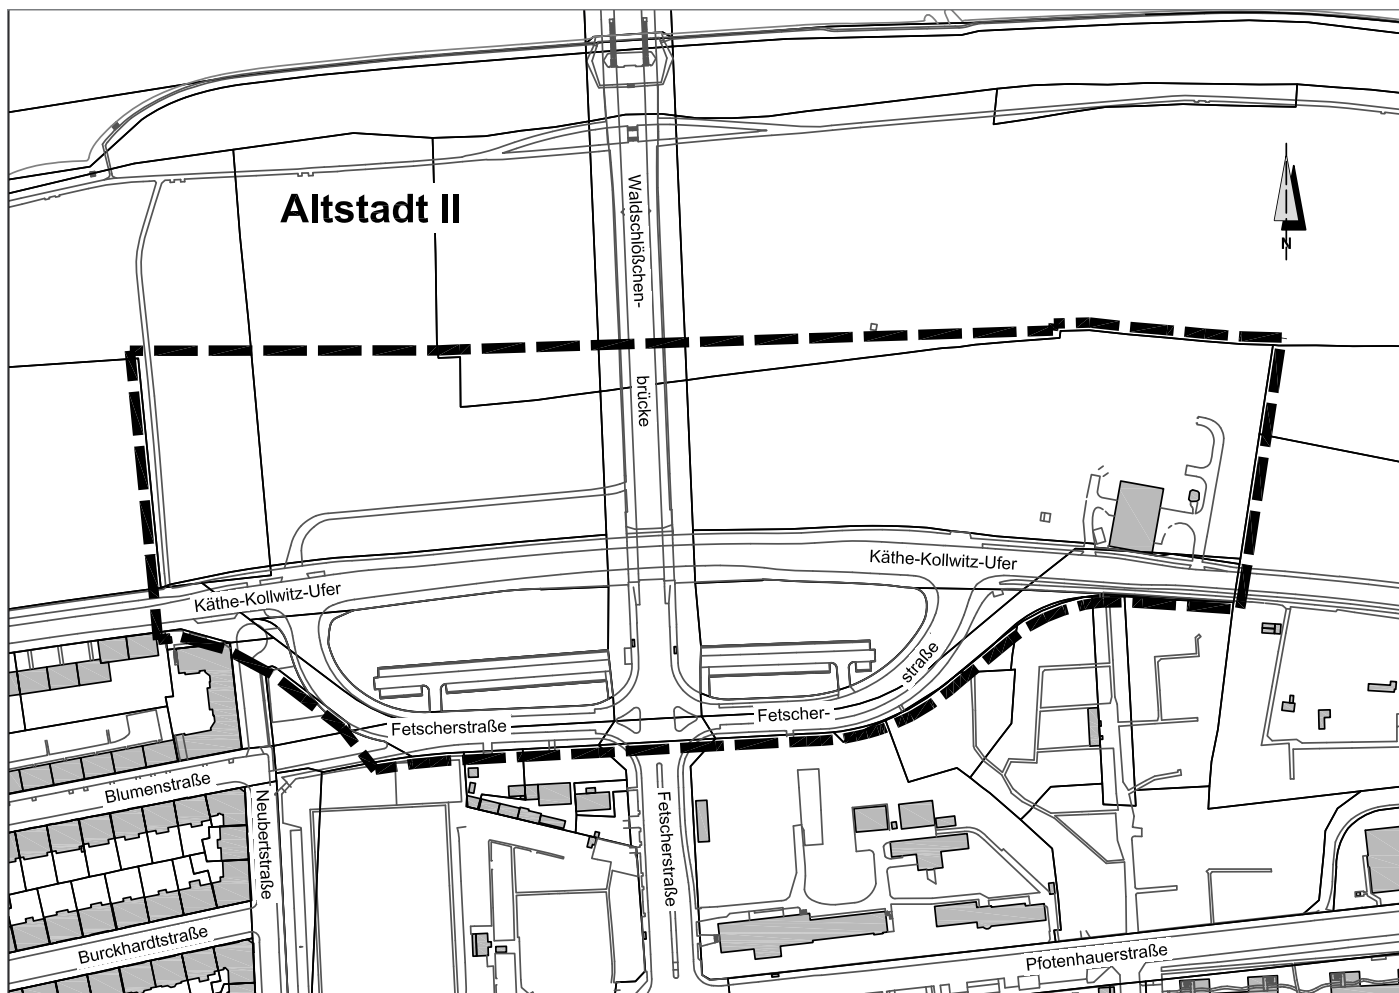 Altstadt II
Waldschlößchen-
brücke
N
Käthe-Kollwitz-Ufer
Käthe-Kollwitz-Ufer
straße
Fetscher-
Fetscherstraße
Blumenstraße
Neubertstraße
Fetscherstraße
Burckhardtstraße
Pfotenhauerstraße